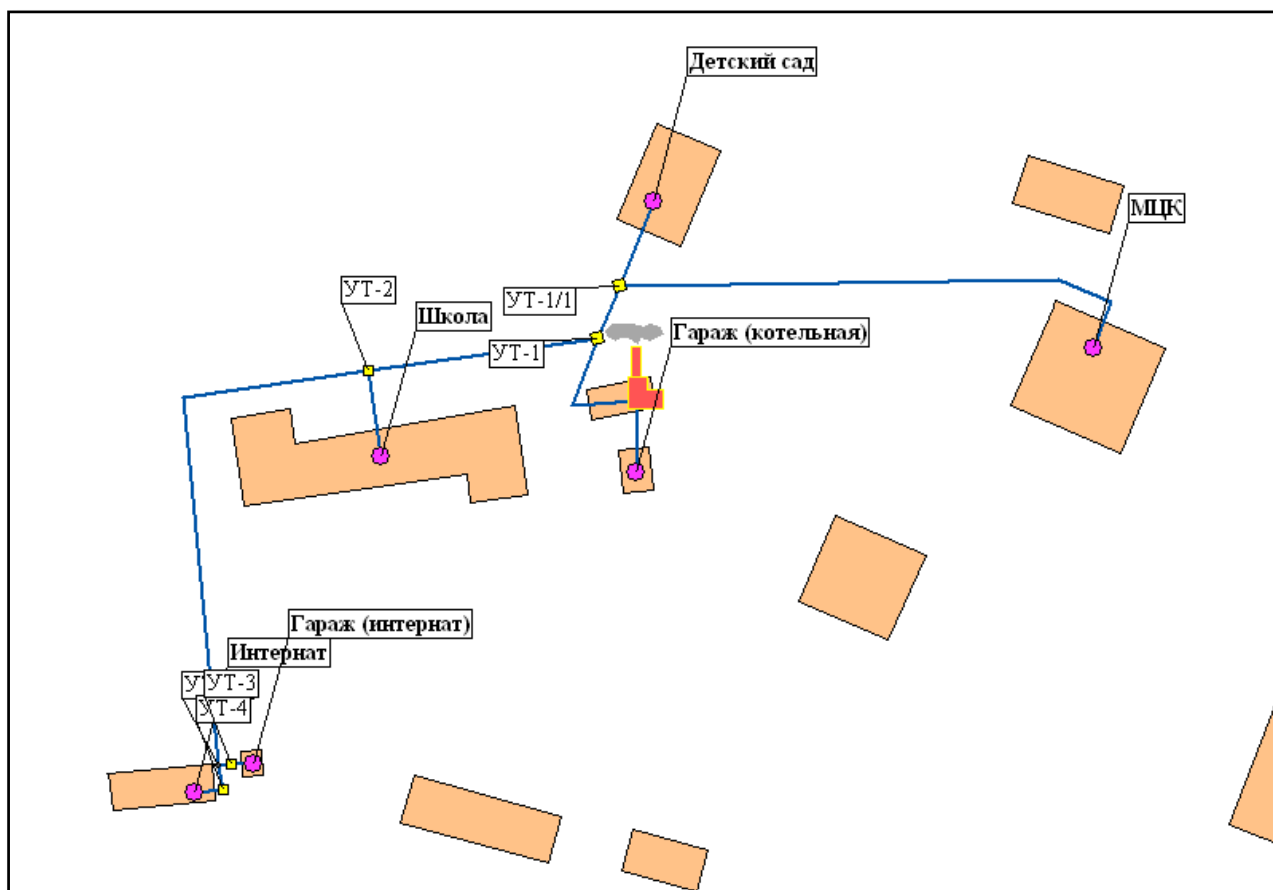 Детский сад
МЦК
УТ-2
УТ-1/1
Школа
Гараж (котельная)
УТ-1
Гараж (интернат)
Интернат
УТ-3
УТ-4